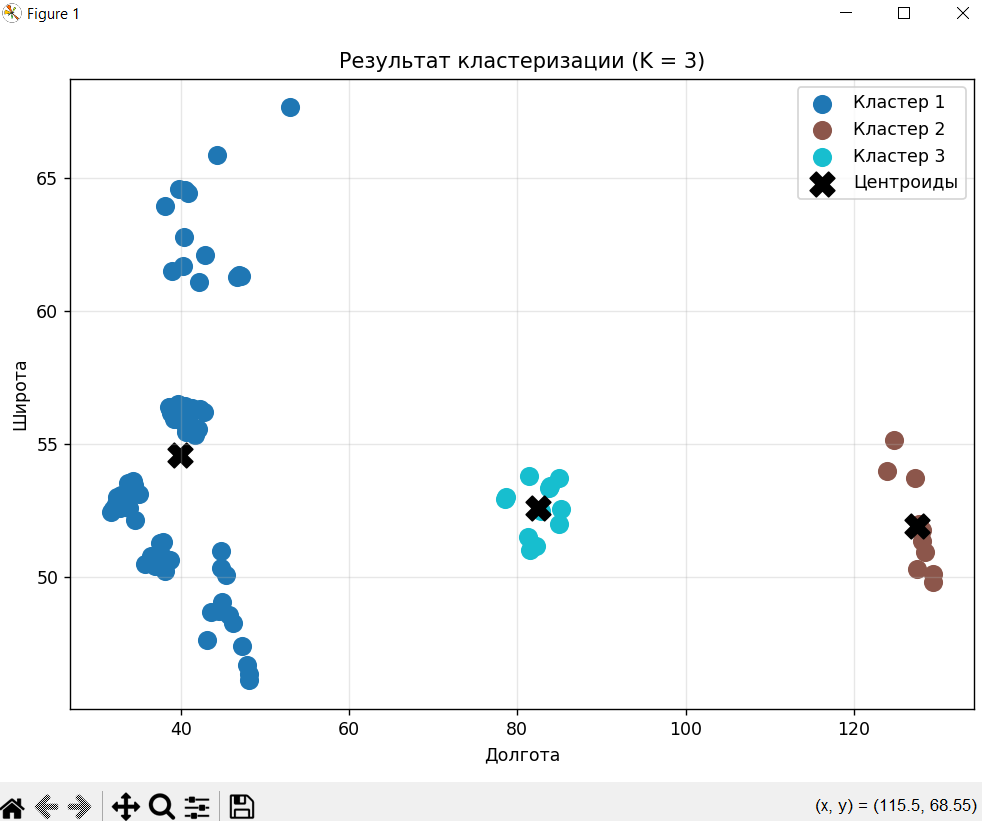 Figure 1
Результат кластеризации (K = 3)
Кластер 1
Кластер 2
Кластер 3
Центроиды
65
60
55
50
Широта
40
60
80
100
120
Долгота
(x, y) = (115.5, 68.55)